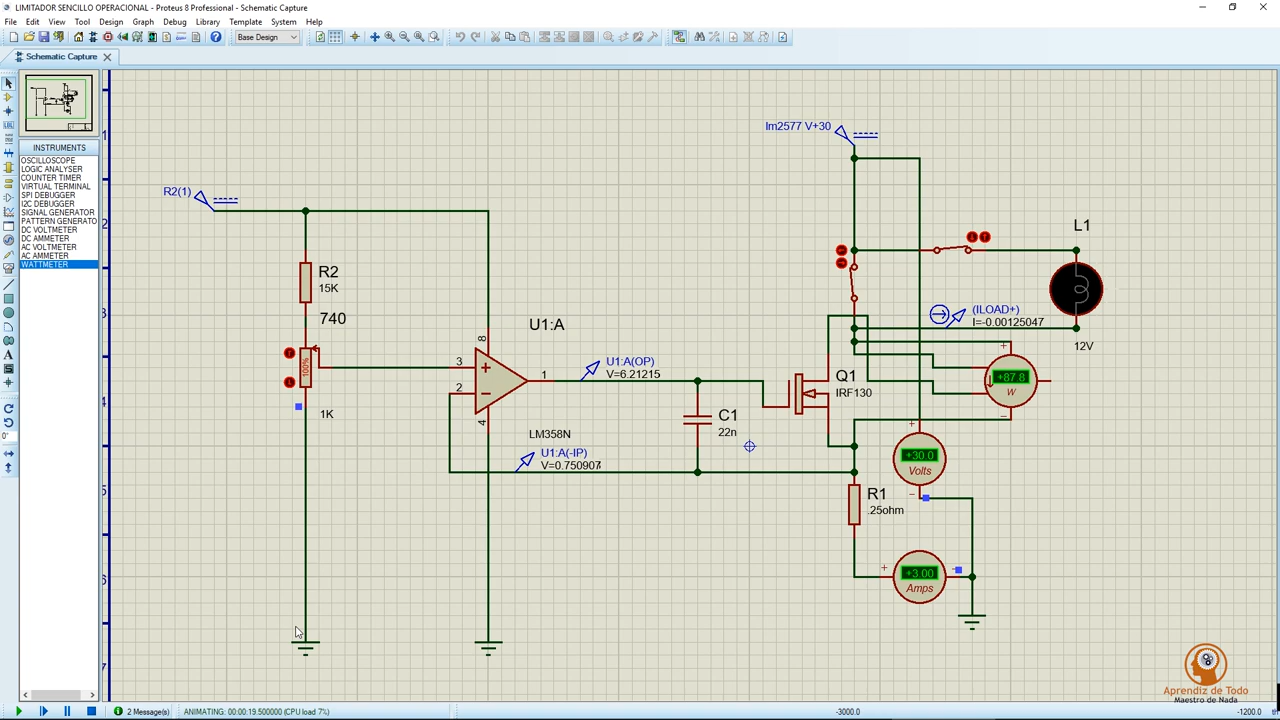 LIMITADOR SENCILLO OPERACIONAL - Proteus 8 Professional - Schematic Capture
File Edit View Tool Design Graph Debug Library Template System Help
Base Design
Schematic Capture
INSTRUMENTS
OSCILLOSCOPE
LOGIC ANALYSER
COUNTER TIMER
VIRTUAL TERMINAL
SPI DEBUGGER
I2C DEBUGGER
SIGNAL GENERATOR
PATTERN GENERATO
DC VOLTMETER
DC AMMETER
AC VOLTMETER
AC AMMETER
WATTMETER
lm2577 V+30
R2(1)
L1
R2
15K
740
(ILOAD+)
I=-0.00125047
U1:A
12V
8
3
2
1
4
100%
1K
U1:A(OP)
V=6.21215
+87.8
W
Q1
IRF130
C1
22n
LM358N
U1:A(-IP)
V=0.750907
+30.0
Volts
R1
.25ohm
+3.00
Amps
Aprendiz de Todo
Maestro de Nada
2 Message(s) ANIMATING: 00:00:19.500000 (CPU load 7%) -3000.0 -1200.0